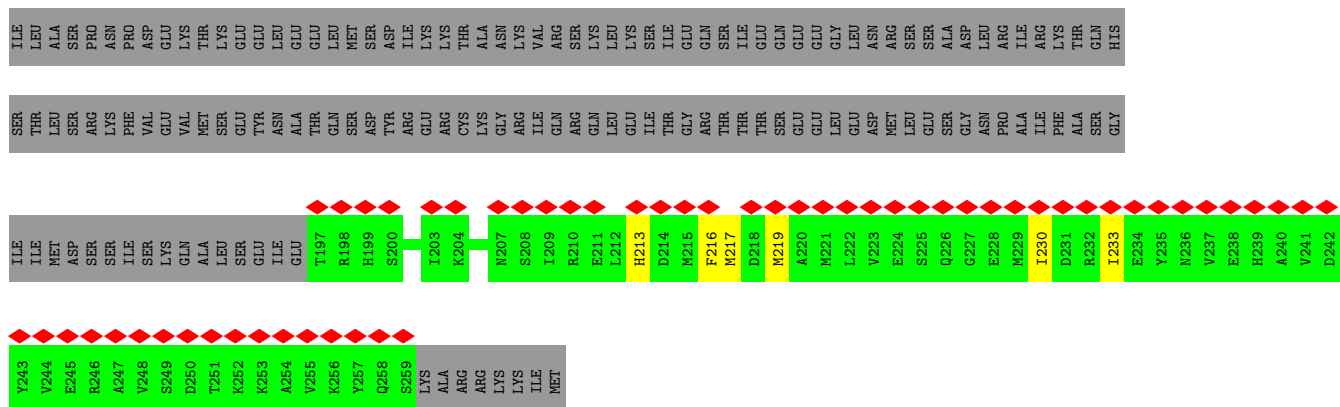 ILE LEU ALA SER PRO ASN PRO ASP GLU LYS THR LYS GLU GLU LEU GLU GLU LEU MET SER ASP ILE LYS LYS THR ALA ASN LYS VAL ARG SER LYS LEU LYS SER ILE GLU GLN SER ILE GLU GLN GLU GLU GLY LEU ASN ARG SER SER ALA ASP LEU ARG ILE ARG LYS THR GLN HIS
SER THR LEU SER ARG LYS PHE VAL GLU VAL MET SER GLU TYR ASN ALA THR GLN SER ASP TYR ARG GLU ARG CYS LYS GLY ARG ILE GLN ARG GLN LEU GLU ILE THR GLY ARG THR THR THR SER GLU GLU LEU GLU ASP MET LEU GLU SER GLY ASN PRO ALA ILE PHE ALA SER GLY
ILE ILE MET ASP SER SER ILE SER LYS GLN ALA LEU SER GLU ILE GLU T197 R198 H199 S200 I203 K204 N207 S208 I209 R210 E211 L212 H213 D214 M215 F216 M217 D218 M219 A220 M221 L222 V223 E224 S225 Q226 G227 E228 M229 I230 D231 R232 I233 E234 Y235 N236 V237 E238 H239 A240 V241 D242
Y243 V244 E245 R246 A247 V248 S249 D250 T251 K252 K253 A254 V255 K256 Y257 Q258 S259 LYS ALA ARG ARG LYS LYS ILE MET